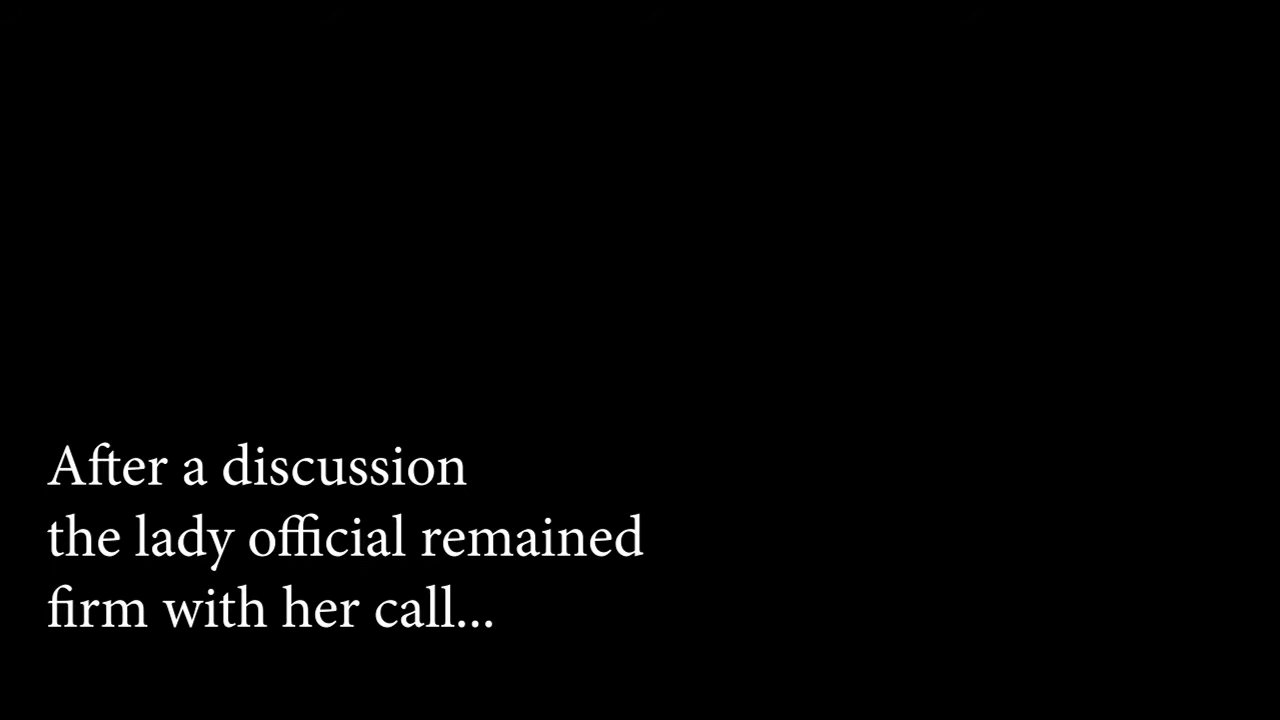 After a discussion
the lady official remained
firm with her call...